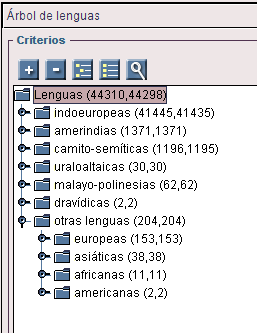 Árbol de lenguas
Criterios
Lenguas (44310,44298)
indoeuropeas (41445,41435)
amerindias (1371,1371)
camito-semíticas (1196,1195)
uraloaltaicas (30,30)
malayo-polinesias (62,62)
dravídicas (2,2)
otras lenguas (204,204)
europeas (153,153)
asiáticas (38,38)
africanas (11,11)
americanas (2,2)